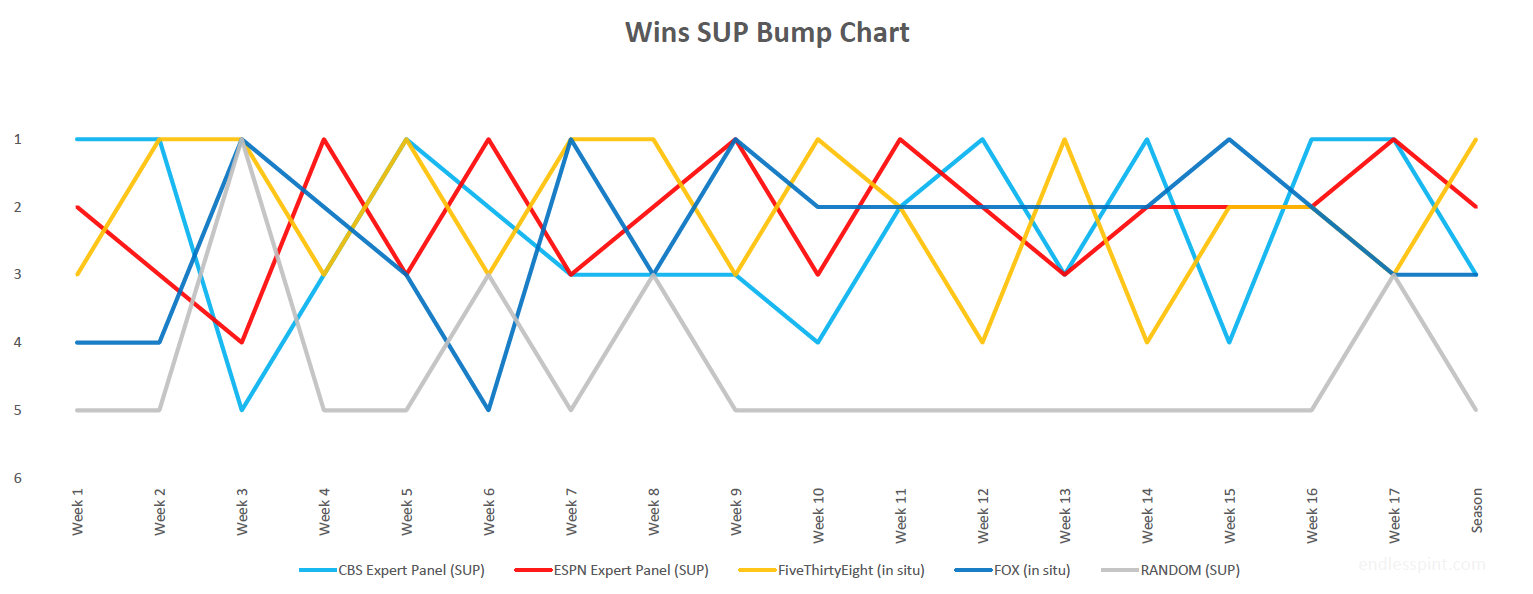 Wins SUP Bump Chart
1
2
3
4
5
6
Week 1
Week 2
Week 3
Week 4
Week 5
Week 6
Week 7
Week 8
Week 9
Week 10
Week 11
Week 12
Week 13
Week 14
Week 15
Week 16
Week 17
Season
CBS Expert Panel (SUP)
ESPN Expert Panel (SUP)
FiveThirtyEight (in situ)
FOX (in situ)
RANDOM (SUP)
endlesspint.com